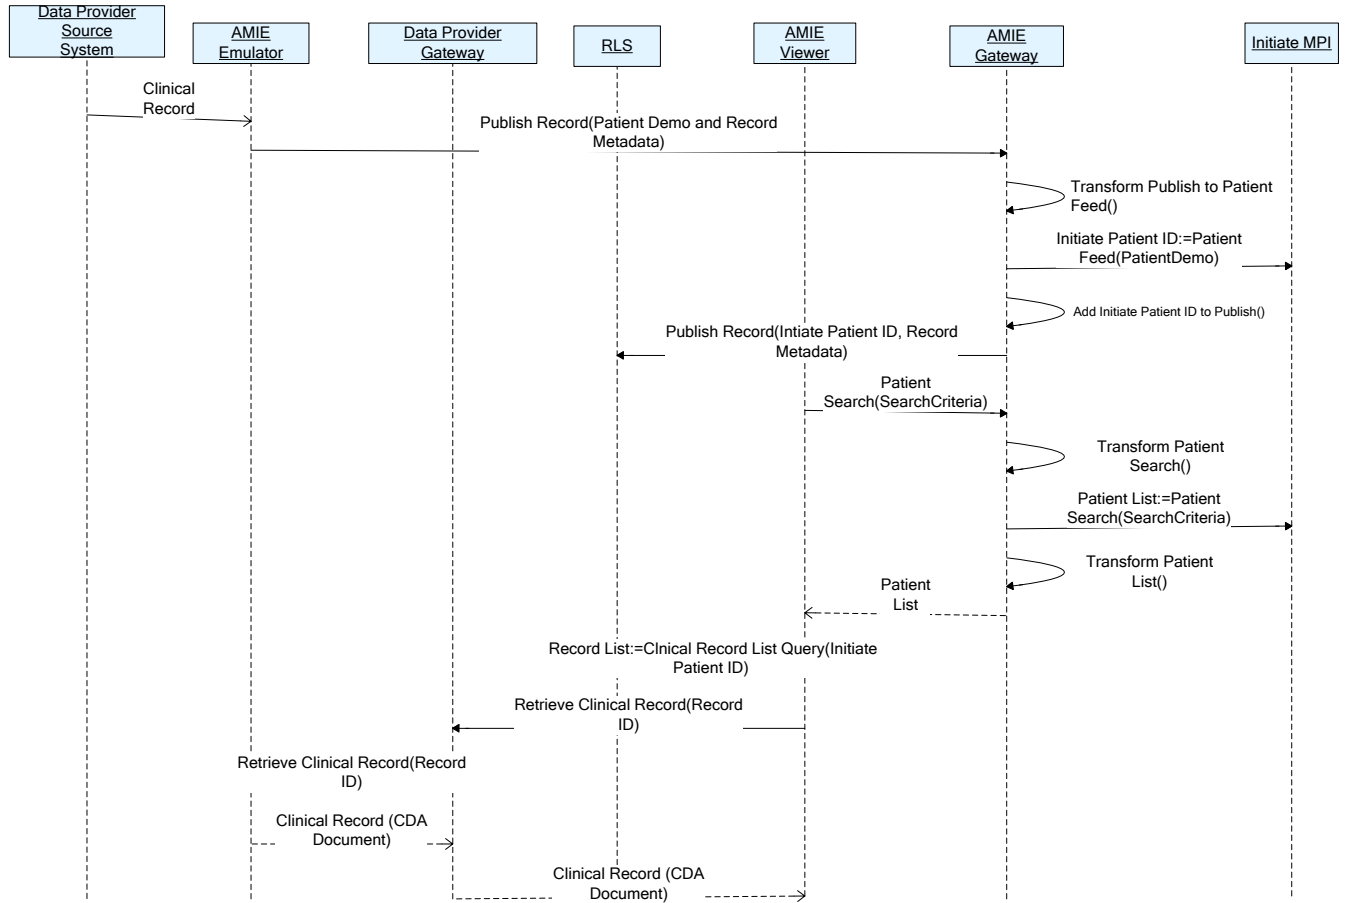 Data Provider
Source
System
AMIE
Emulator
Data Provider
Gateway
RLS
AMIE
Viewer
AMIE
Gateway
Initiate MPI
Clinical
Record
Publish Record(Patient Demo and Record
Metadata)
Transform Publish to Patient
Feed()
Initiate Patient ID:=Patient
Feed(PatientDemo)
Add Initiate Patient ID to Publish()
Publish Record(Intiate Patient ID, Record
Metadata)
Patient
Search(SearchCriteria)
Transform Patient
Search()
Patient List:=Patient
Search(SearchCriteria)
Transform Patient
List()
Patient
List
Record List:=Clnical Record List Query(Initiate
Patient ID)
Retrieve Clinical Record(Record
ID)
Retrieve Clinical Record(Record
ID)
Clinical Record (CDA
Document)
Clinical Record (CDA
Document)